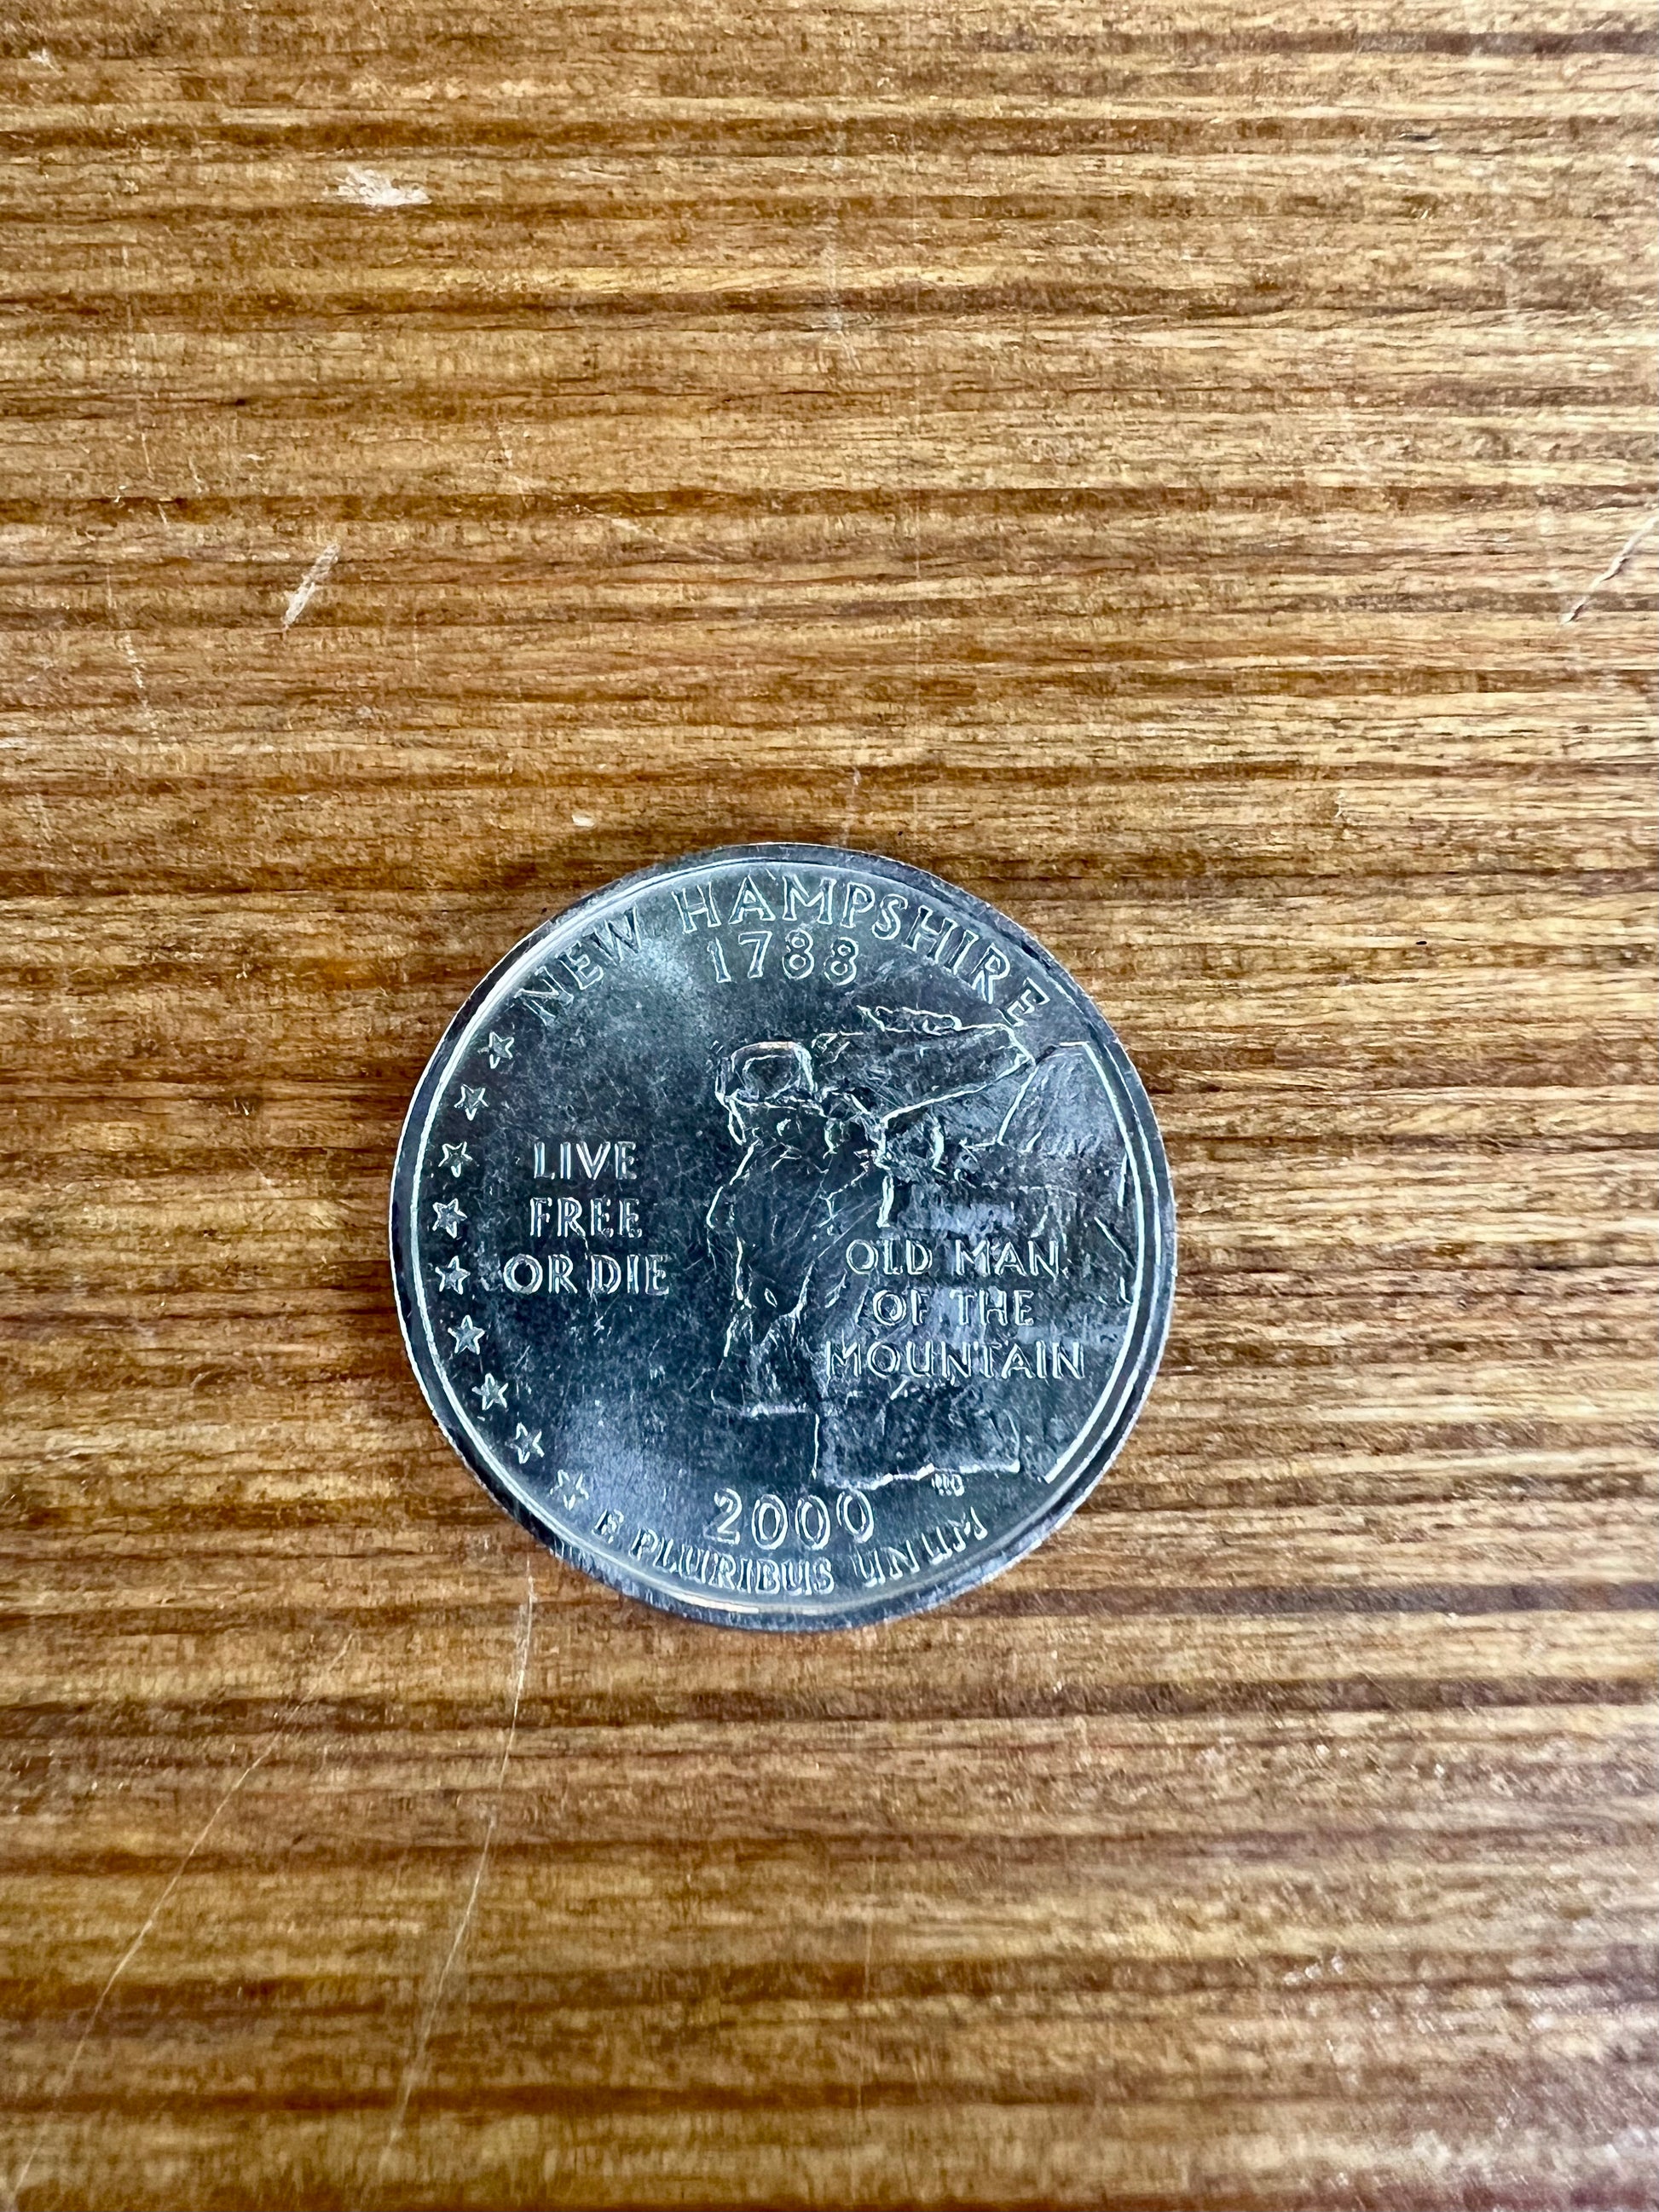 NEW HAMPSHIRE
1788
LIVE
FREE
OR DIE
OLD MAN
OF THE
MOUNTAIN
2000
E PLURIBUS UNUM